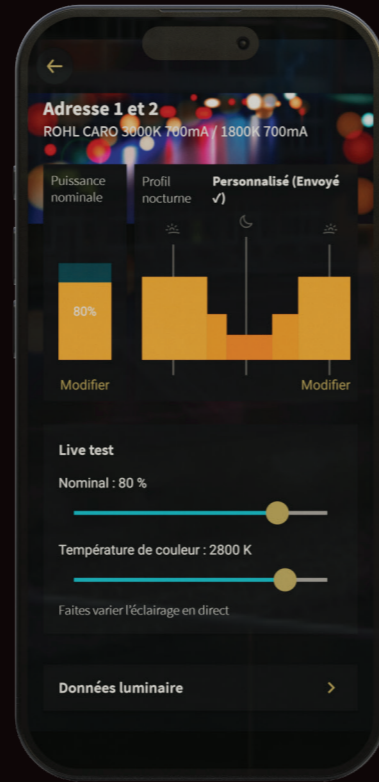 Adresse 1 et 2
ROHL CARO 3000K 700mA / 1800K 700mA
Puissance
nominale
Profil
nocturne
Personnalisé (Envoyé
✓)
80%
Modifier
Modifier
Live test
Nominal : 80 %
Température de couleur : 2800 K
Faites varier l'éclairage en direct
Données luminaire